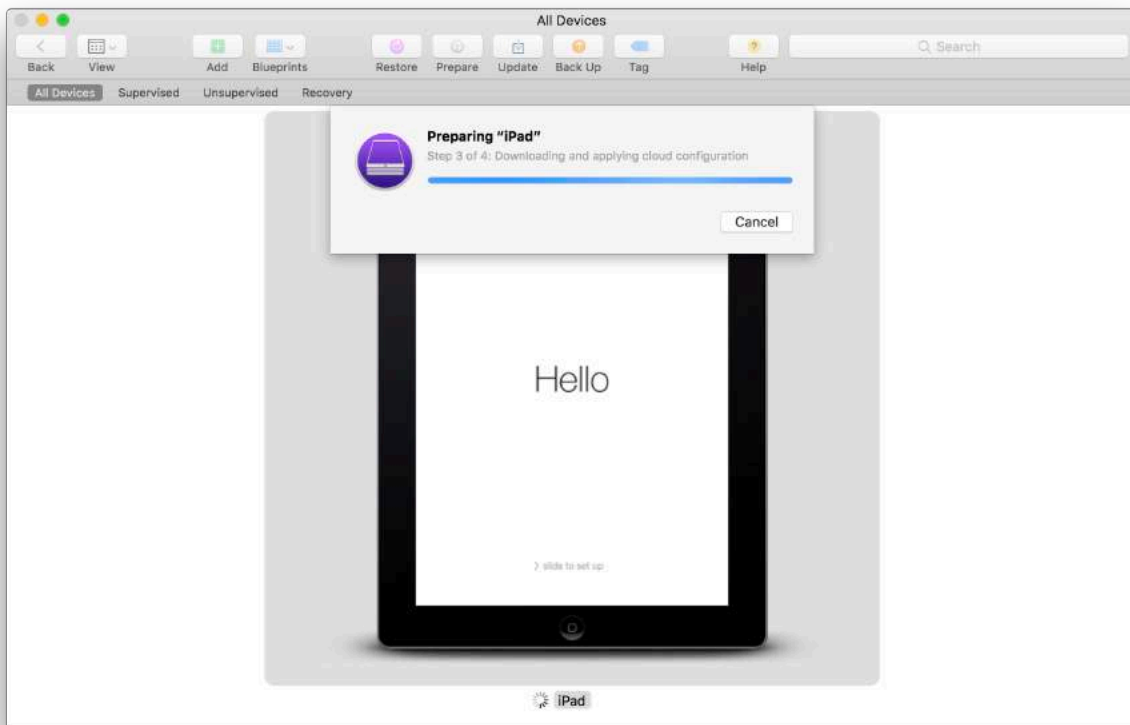 All Devices
Back View Add Blueprints Restore Prepare Update Back Up Tag Help Search
All Devices Supervised Unsupervised Recovery
Preparing “iPad”
Step 3 of 4: Downloading and applying cloud configuration
Cancel
Hello
> slide to set up
iPad